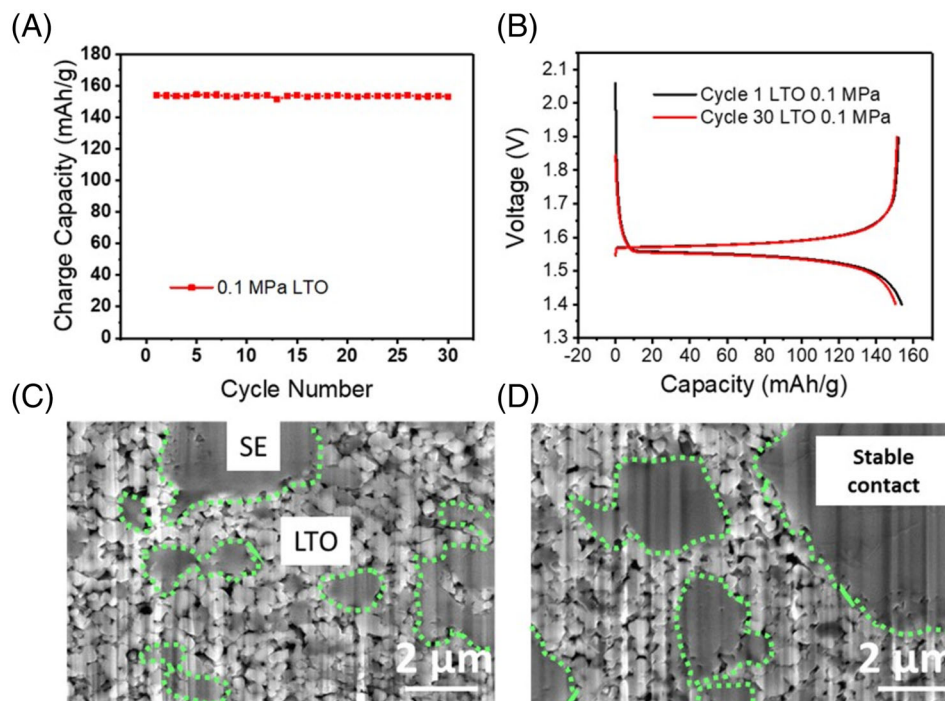 (A)
180
160
140
120
100
80
60
40
20
0
Charge Capacity (mAh/g)
0.1 MPa LTO
0 5 10 15 20 25 30
Cycle Number
(B)
2.1
2.0
1.9
1.8
1.7
1.6
1.5
1.4
1.3
Voltage (V)
Cycle 1 LTO 0.1 MPa
Cycle 30 LTO 0.1 MPa
-20 0 20 40 60 80 100 120 140 160
Capacity (mAh/g)
(C)
SE
LTO
2 μm
(D)
Stable
contact
2 μm